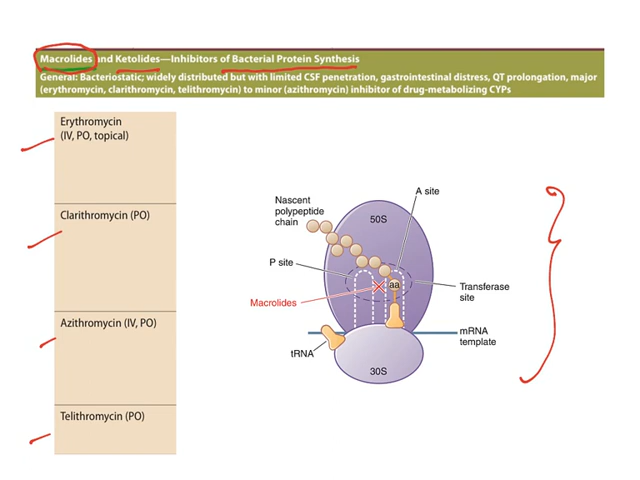 Macrolides and Ketolides—Inhibitors of Bacterial Protein Synthesis
General: Bacteriostatic; widely distributed but with limited CSF penetration, gastrointestinal distress, QT prolongation, major
(erythromycin, clarithromycin, telithromycin) to minor (azithromycin) inhibitor of drug-metabolizing CYPs
Erythromycin
(IV, PO, topical)
Clarithromycin (PO)
Azithromycin (IV, PO)
Telithromycin (PO)
A site
Nascent
polypeptide
chain
50S
P site
aa
Transferase
site
Macrolides
mRNA
template
tRNA
30S